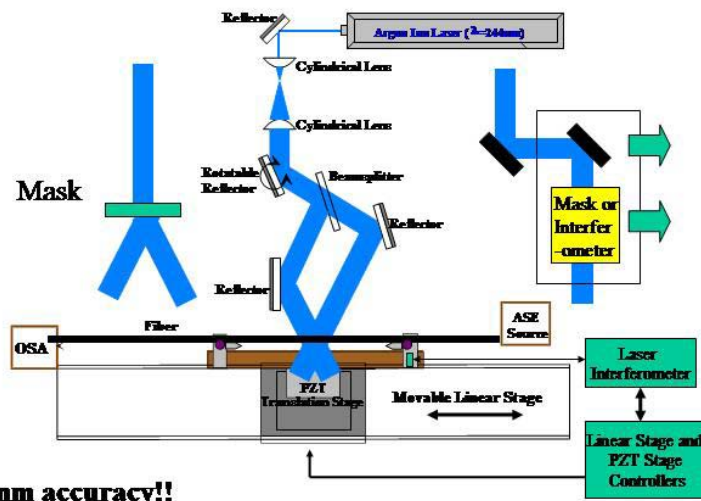 Reflector
Argon Ion Laser (λ=244nm)
Cylindrical Lens
Cylindrical Lens
Rotatable
Reflector
Beamsplitter
Reflector
Mask
Mask or
Interfer
-ometer
Reflector
Fiber
ASE
Source
OSA
PZT
Translation Stage
Movable Linear Stage
Laser
Interferometer
Linear Stage and
PZT Stage
Controllers
nm accuracy!!